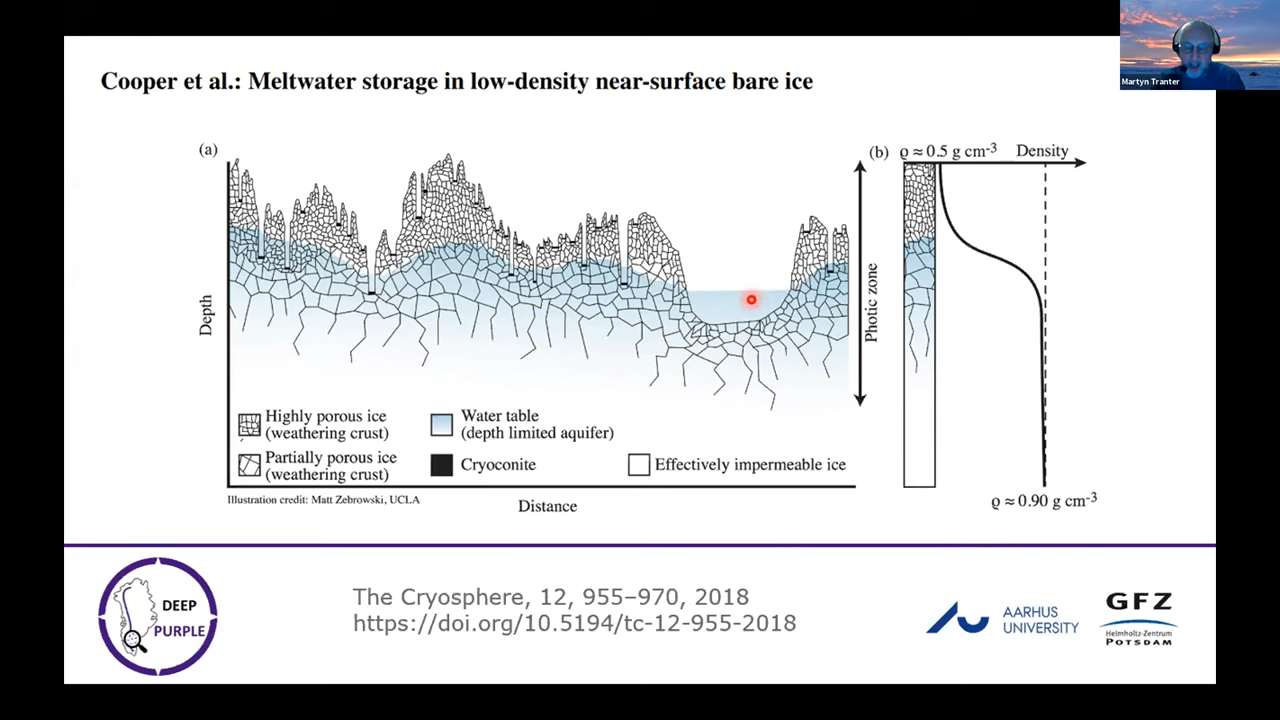 Martyn Tranter
Cooper et al.: Meltwater storage in low-density near-surface bare ice
(a)
Depth
Photic zone
(b)
ϱ ≈ 0.5 g cm-3
Density
Highly porous ice
(weathering crust)
Water table
(depth limited aquifer)
Partially porous ice
(weathering crust)
Cryoconite
Effectively impermeable ice
Illustration credit: Matt Zebrowski, UCLA
Distance
ϱ ≈ 0.90 g cm-3
DEEP
PURPLE
The Cryosphere, 12, 955–970, 2018
https://doi.org/10.5194/tc-12-955-2018
AARHUS
UNIVERSITY
GFZ
Helmholtz-Zentrum
POTSDAM